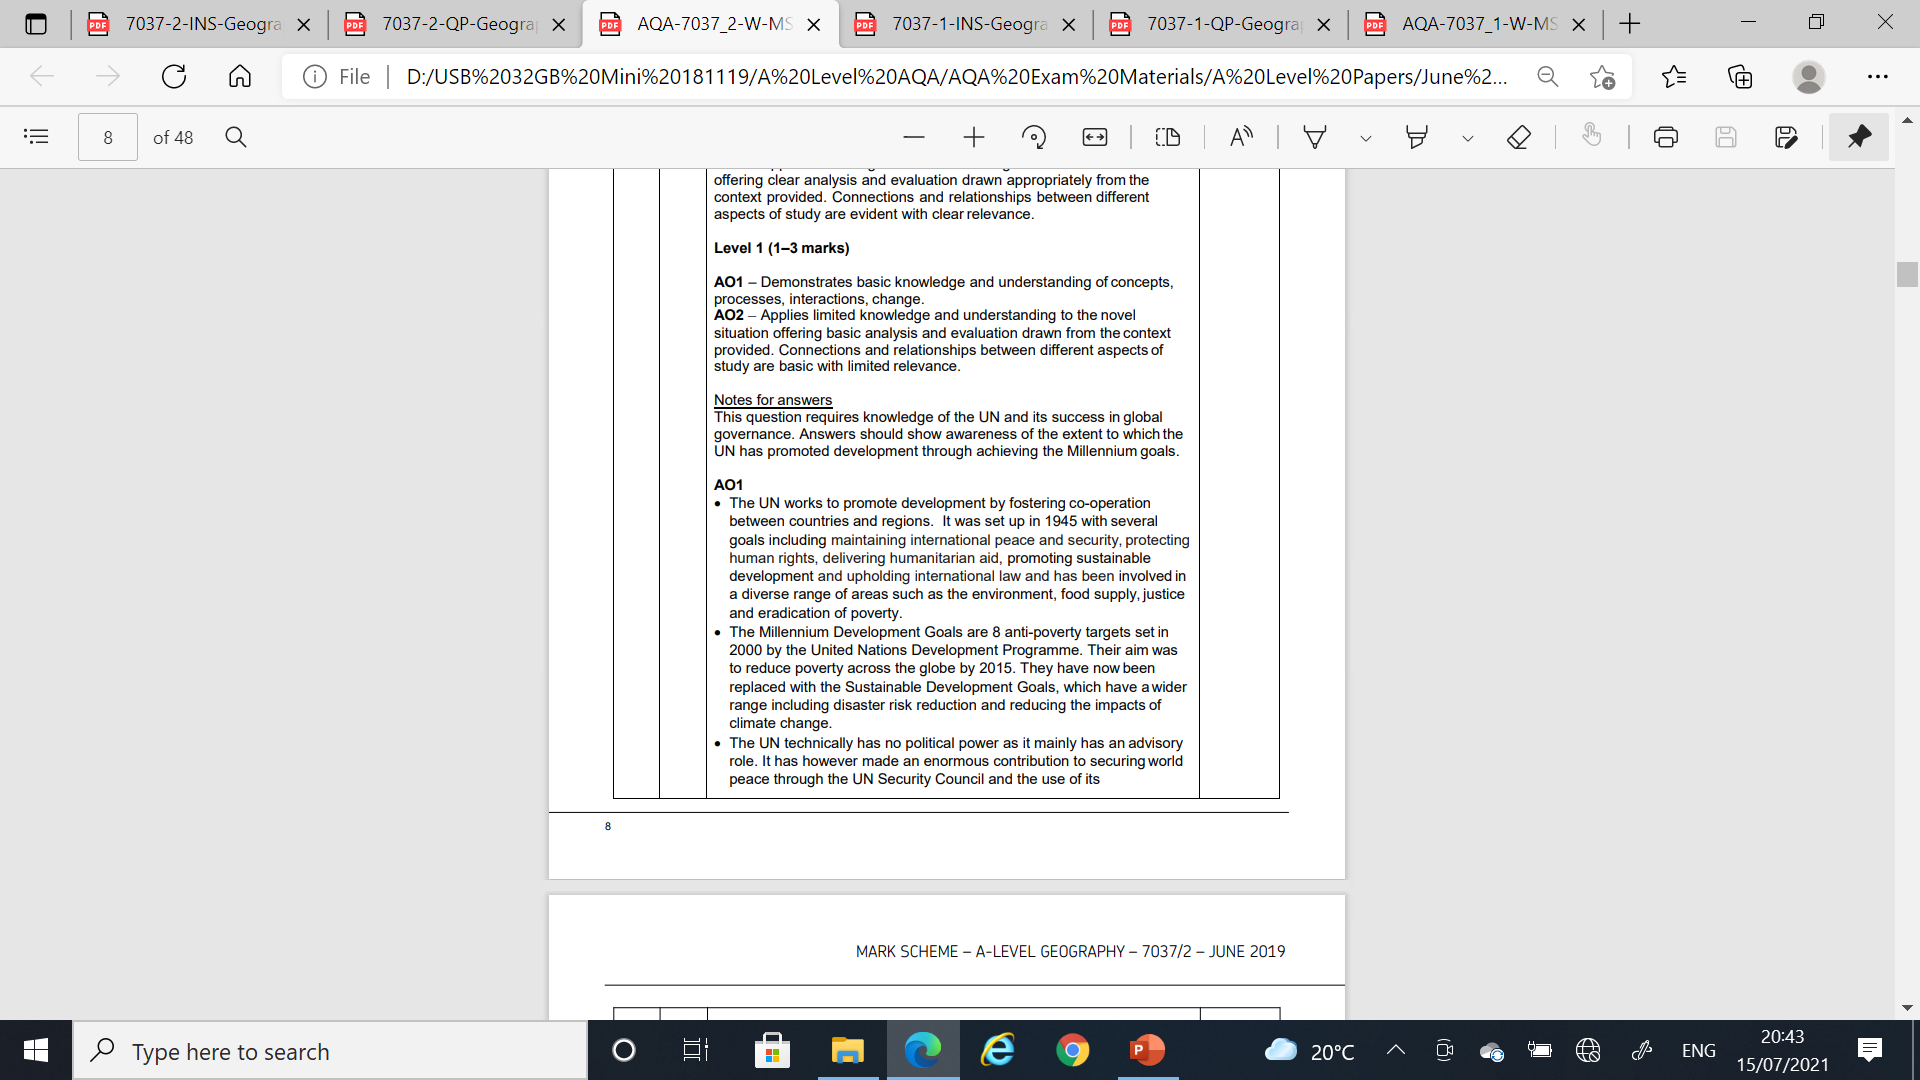 7037-2-INS-Geogra
7037-2-QP-Geogra
AQA-7037_2-W-MS
7037-1-INS-Geogra
7037-1-QP-Geogra
AQA-7037_1-W-MS
File
D:/USB%2032GB%20Mini%20181119/A%20Level%20AQA/AQA%20Exam%20Materials/A%20Level%20Papers/June%2...
8
of 48
offering clear analysis and evaluation drawn appropriately from the
context provided. Connections and relationships between different
aspects of study are evident with clear relevance.
Level 1 (1–3 marks)
AO1 – Demonstrates basic knowledge and understanding of concepts,
processes, interactions, change.
AO2 – Applies limited knowledge and understanding to the novel
situation offering basic analysis and evaluation drawn from the context
provided. Connections and relationships between different aspects of
study are basic with limited relevance.
Notes for answers
This question requires knowledge of the UN and its success in global
governance. Answers should show awareness of the extent to which the
UN has promoted development through achieving the Millennium goals.
AO1
• The UN works to promote development by fostering co-operation
between countries and regions. It was set up in 1945 with several
goals including maintaining international peace and security, protecting
human rights, delivering humanitarian aid, promoting sustainable
development and upholding international law and has been involved in
a diverse range of areas such as the environment, food supply, justice
and eradication of poverty.
• The Millennium Development Goals are 8 anti-poverty targets set in
2000 by the United Nations Development Programme. Their aim was
to reduce poverty across the globe by 2015. They have now been
replaced with the Sustainable Development Goals, which have a wider
range including disaster risk reduction and reducing the impacts of
climate change.
• The UN technically has no political power as it mainly has an advisory
role. It has however made an enormous contribution to securing world
peace through the UN Security Council and the use of its
8
MARK SCHEME – A-LEVEL GEOGRAPHY – 7037/2 – JUNE 2019
Type here to search
20°C
ENG
20:43
15/07/2021